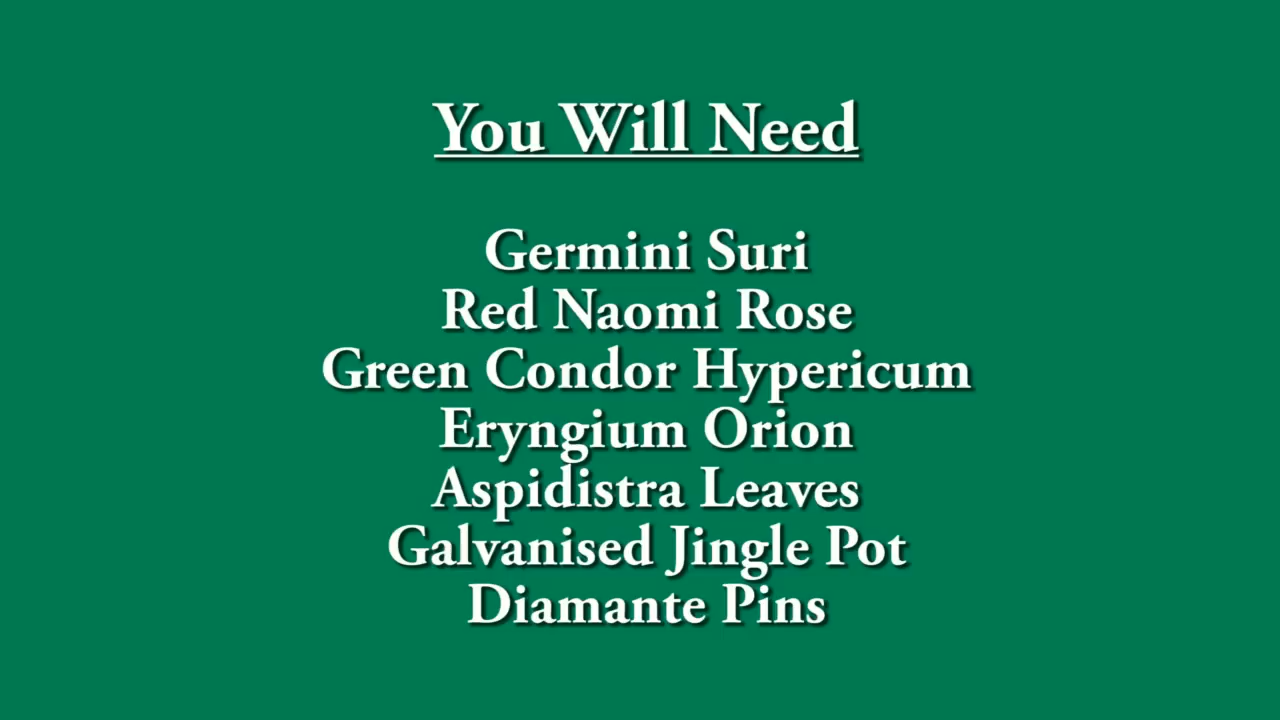 You Will Need
Germini Suri
Red Naomi Rose
Green Condor Hypericum
Eryngium Orion
Aspidistra Leaves
Galvanised Jingle Pot
Diamante Pins